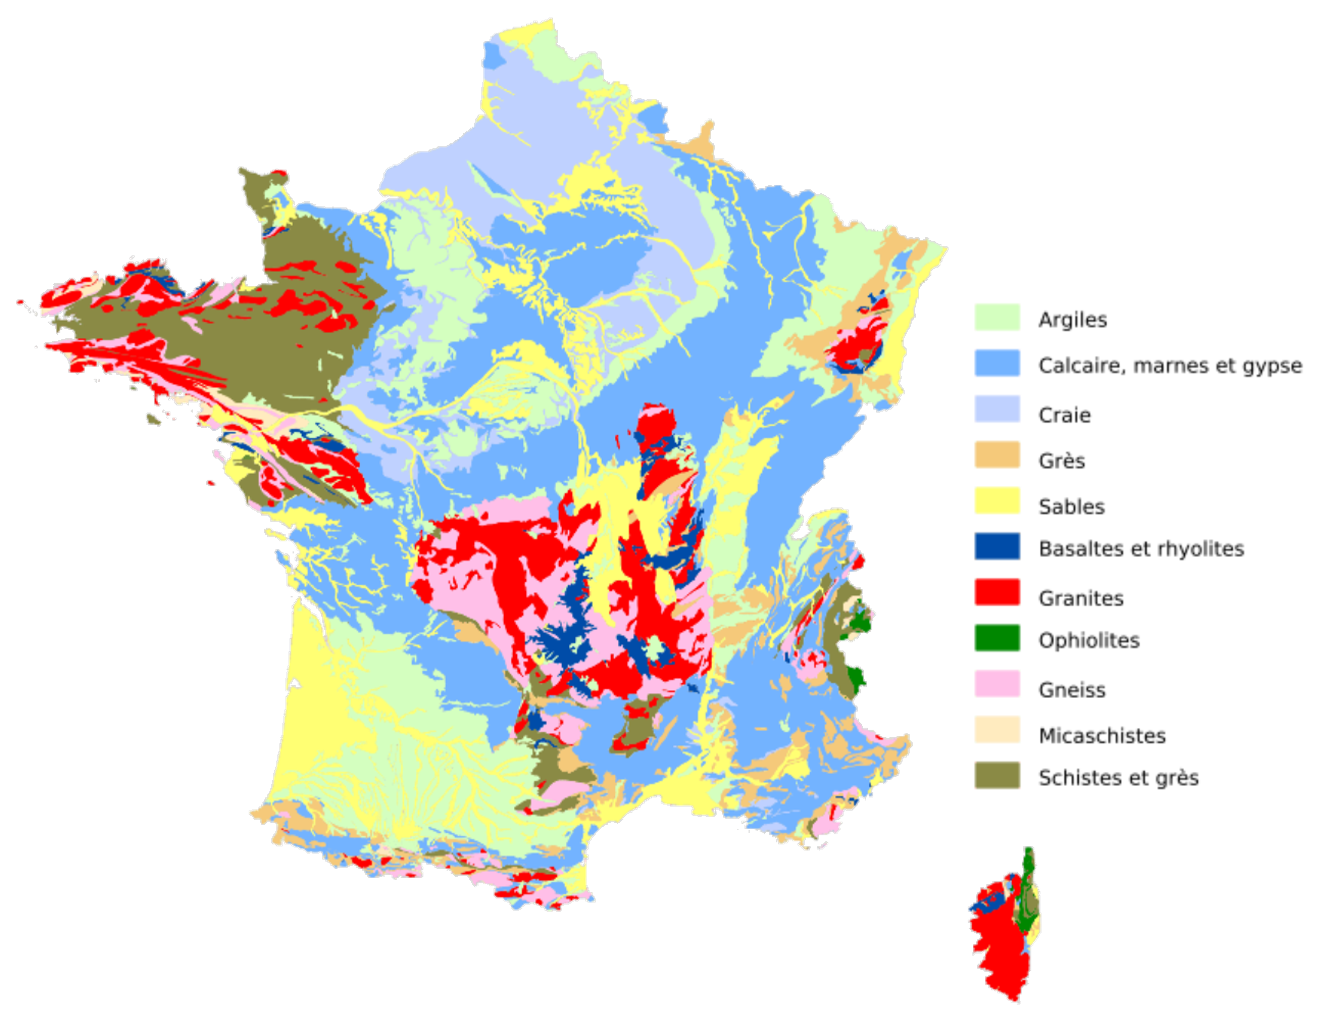 Argiles
Calcaire, marnes et gypse
Craie
Grès
Sables
Basaltes et rhyolites
Granites
Ophiolites
Gneiss
Micaschistes
Schistes et grès